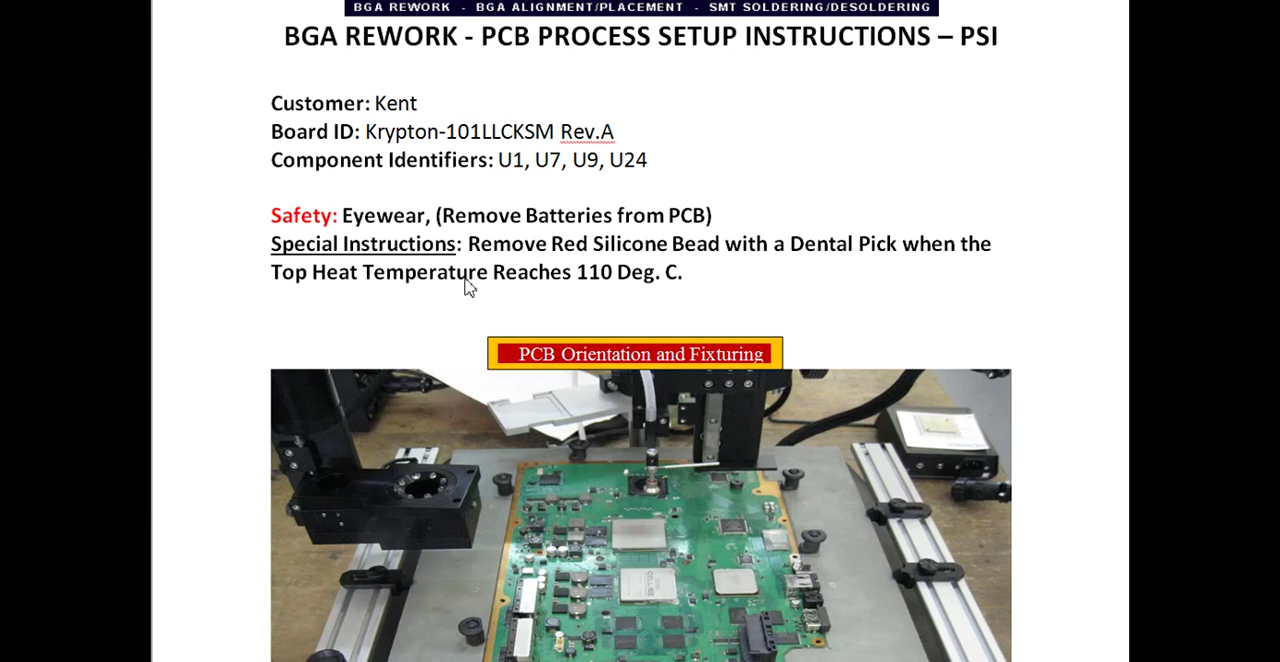 BGA REWORK - BGA ALIGNMENT/PLACEMENT - SMT SOLDERING/DESOLDERING
BGA REWORK - PCB PROCESS SETUP INSTRUCTIONS – PSI
Customer: Kent
Board ID: Krypton-101LLCKSM Rev.A
Component Identifiers: U1, U7, U9, U24
Safety: Eyewear, (Remove Batteries from PCB)
Special Instructions: Remove Red Silicone Bead with a Dental Pick when the
Top Heat Temperature Reaches 110 Deg. C.
PCB Orientation and Fixturing